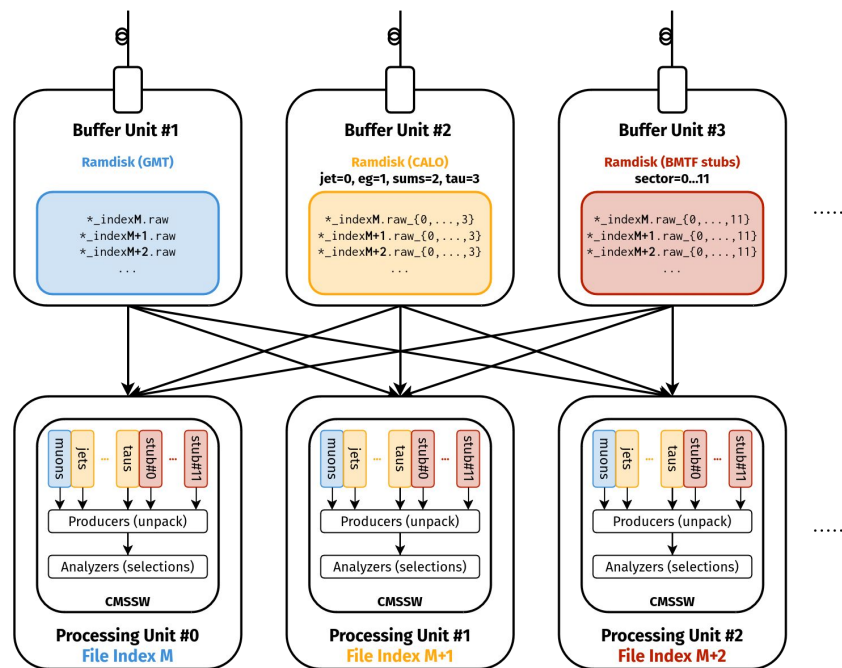 Buffer Unit #1
Ramdisk (GMT)
*_indexM.raw
*_indexM+1.raw
*_indexM+2.raw
...
Buffer Unit #2
Ramdisk (CALO)
jet=0, eg=1, sums=2, tau=3
*_indexM.raw_{0,...,3}
*_indexM+1.raw_{0,...,3}
*_indexM+2.raw_{0,...,3}
...
Buffer Unit #3
Ramdisk (BMTF stubs)
sector=0...11
*_indexM.raw_{0,...,11}
*_indexM+1.raw_{0,...,11}
*_indexM+2.raw_{0,...,11}
...
.....
muons
jets
...
taus
stub#0
...
stub#11
Producers (unpack)
Analyzers (selections)
CMSSW
Processing Unit #0
File Index M
muons
jets
...
taus
stub#0
...
stub#11
Producers (unpack)
Analyzers (selections)
CMSSW
Processing Unit #1
File Index M+1
muons
jets
...
taus
stub#0
...
stub#11
Producers (unpack)
Analyzers (selections)
CMSSW
Processing Unit #2
File Index M+2
.....